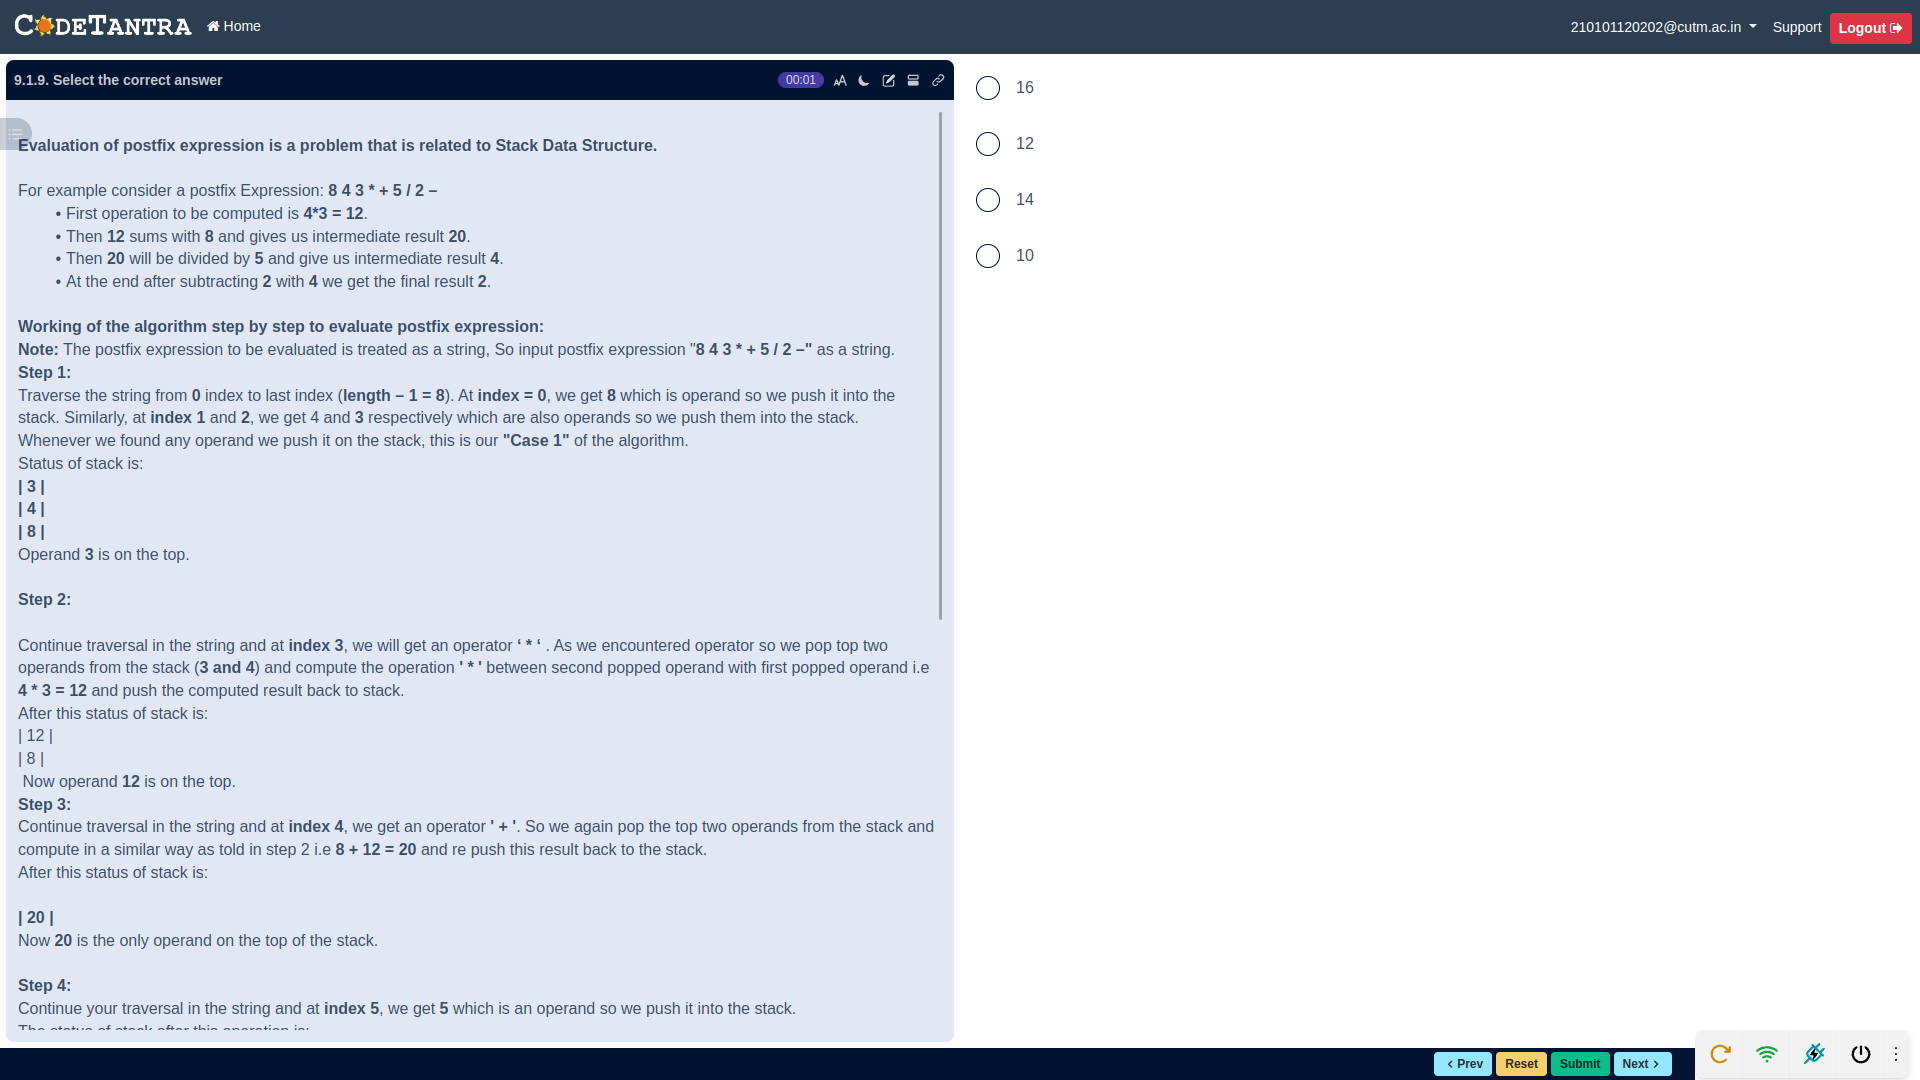 CODETANTRA Home 210101120202@cutm.ac.in Support Logout
9.1.9. Select the correct answer 00:01
Evaluation of postfix expression is a problem that is related to Stack Data Structure.
For example consider a postfix Expression: 8 4 3 * + 5 / 2 –
• First operation to be computed is 4*3 = 12.
• Then 12 sums with 8 and gives us intermediate result 20.
• Then 20 will be divided by 5 and give us intermediate result 4.
• At the end after subtracting 2 with 4 we get the final result 2.
Working of the algorithm step by step to evaluate postfix expression:
Note: The postfix expression to be evaluated is treated as a string, So input postfix expression "8 4 3 * + 5 / 2 –" as a string.
Step 1:
Traverse the string from 0 index to last index (length – 1 = 8). At index = 0, we get 8 which is operand so we push it into the
stack. Similarly, at index 1 and 2, we get 4 and 3 respectively which are also operands so we push them into the stack.
Whenever we found any operand we push it on the stack, this is our "Case 1" of the algorithm.
Status of stack is:
| 3 |
| 4 |
| 8 |
Operand 3 is on the top.
Step 2:
Continue traversal in the string and at index 3, we will get an operator ‘ * ‘ . As we encountered operator so we pop top two
operands from the stack (3 and 4) and compute the operation ' * ' between second popped operand with first popped operand i.e
4 * 3 = 12 and push the computed result back to stack.
After this status of stack is:
| 12 |
| 8 |
Now operand 12 is on the top.
Step 3:
Continue traversal in the string and at index 4, we get an operator ' + '. So we again pop the top two operands from the stack and
compute in a similar way as told in step 2 i.e 8 + 12 = 20 and re push this result back to the stack.
After this status of stack is:
| 20 |
Now 20 is the only operand on the top of the stack.
Step 4:
Continue your traversal in the string and at index 5, we get 5 which is an operand so we push it into the stack.
The status of stack after this operation is:
16
12
14
10
Prev Reset Submit Next